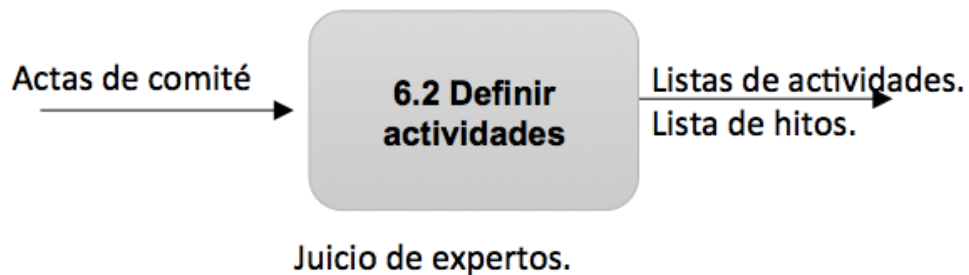 Actas de comité
6.2 Definir
actividades
Listas de actividades.
Lista de hitos.
Juicio de expertos.